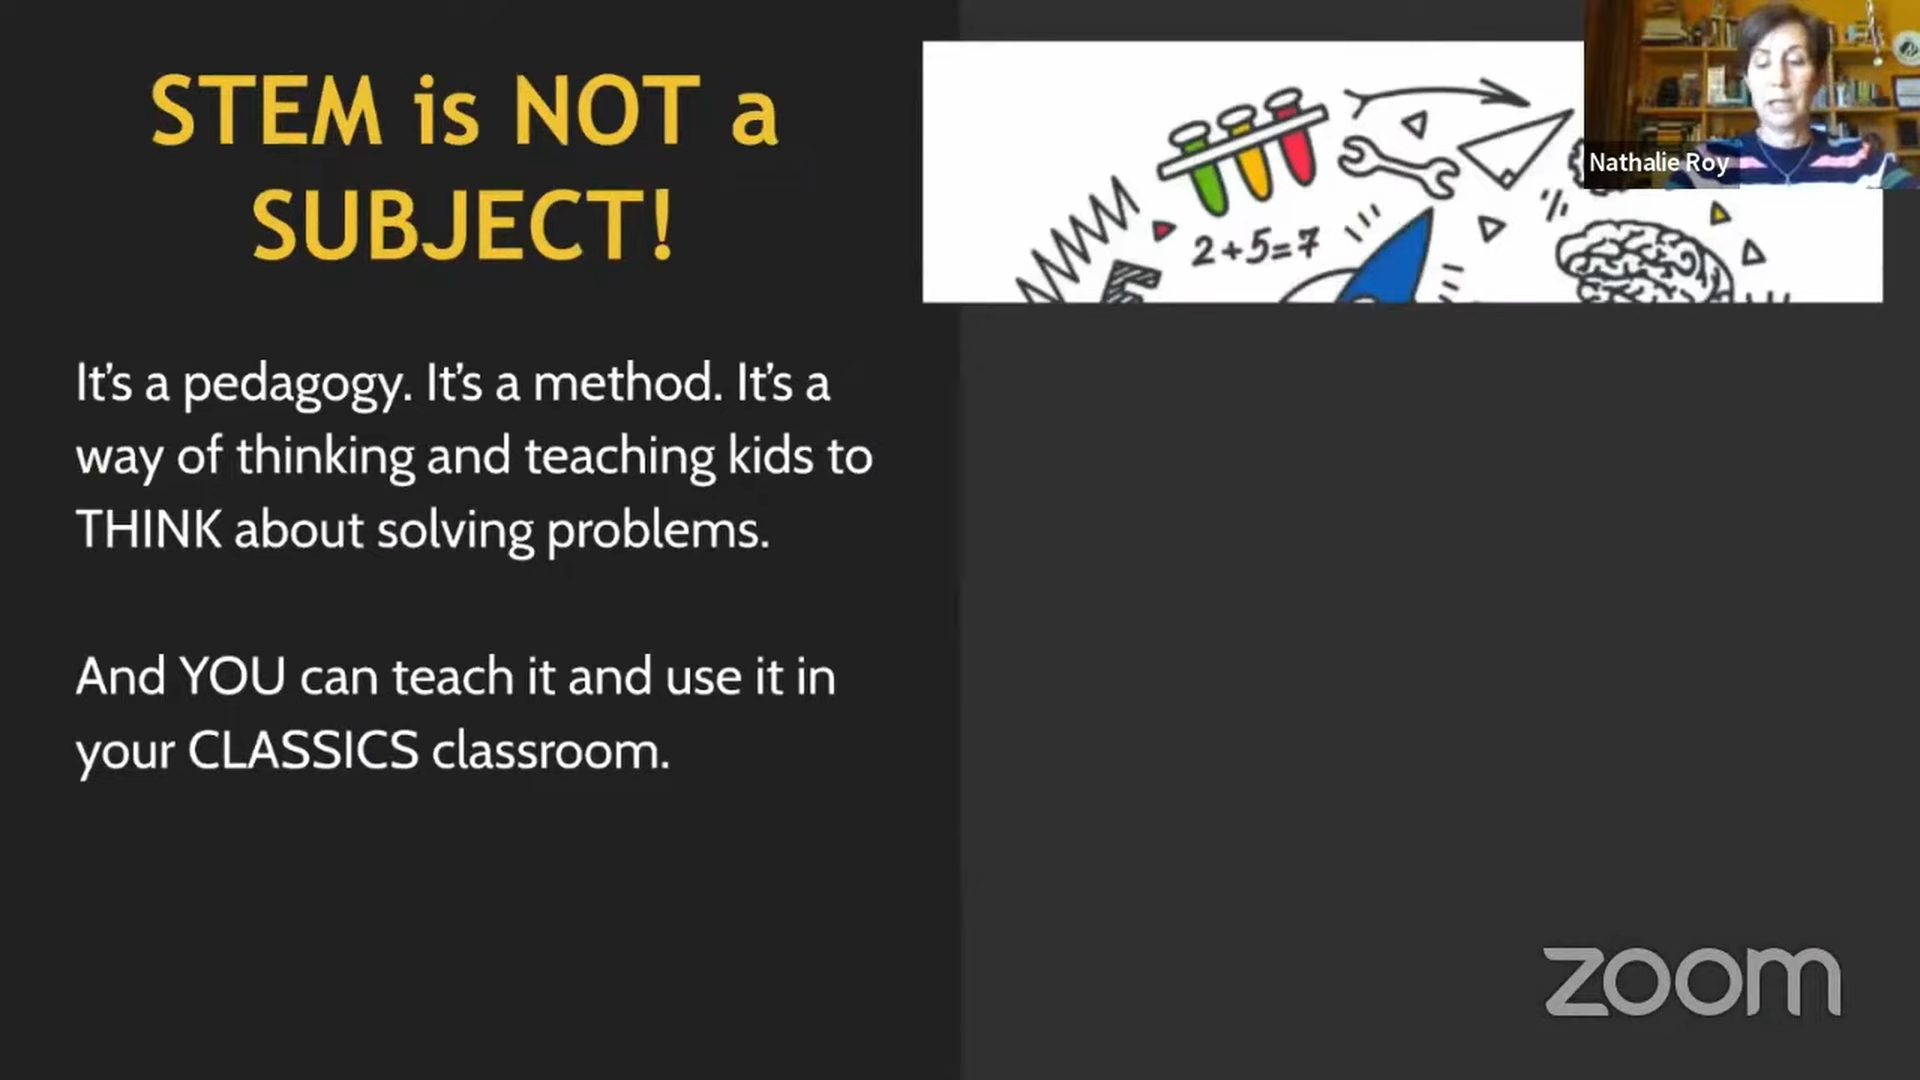 STEM is NOT a
SUBJECT!
It's a pedagogy. It's a method. It's a
way of thinking and teaching kids to
THINK about solving problems.
And YOU can teach it and use it in
your CLASSICS classroom.
2+5=7
Nathalie Roy
zoom